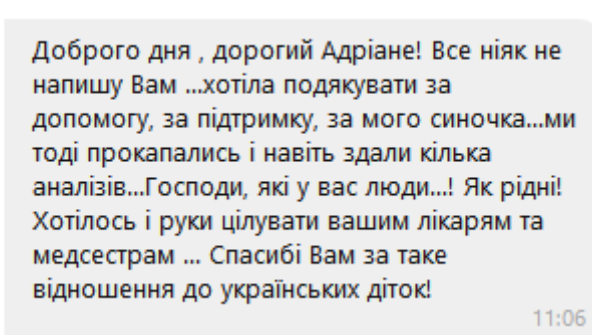 Доброго дня , дорогий Адріане! Все ніяк не
напишу Вам ...хотіла подякувати за
допомогу, за підтримку, за мого синочка...ми
тоді прокапались і навіть здали кілька
аналізів...Господи, які у вас люди...! Як рідні!
Хотілось і руки цілувати вашим лікарям та
медсестрам ... Спасибі Вам за таке
відношення до українських діток!
11:06